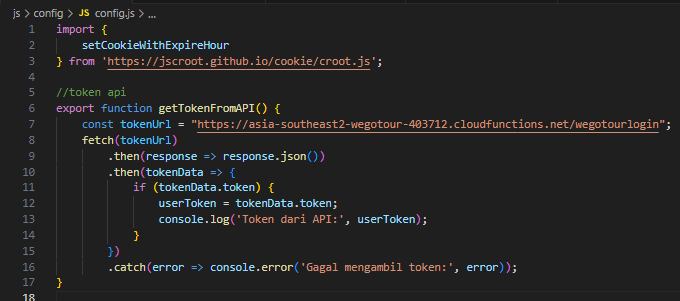 js > config > JS config.js > ...
1 import {
2     setCookieWithExpireHour
3 } from 'https://jscroot.github.io/cookie/croot.js';
4
5 //token api
6 export function getTokenFromAPI() {
7     const tokenUrl = "https://asia-southeast2-wegotour-403712.cloudfunctions.net/wegotourlogin";
8     fetch(tokenUrl)
9         .then(response => response.json())
10         .then(tokenData => {
11             if (tokenData.token) {
12                 userToken = tokenData.token;
13                 console.log('Token dari API:', userToken);
14             }
15         })
16         .catch(error => console.error('Gagal mengambil token:', error));
17 }
18